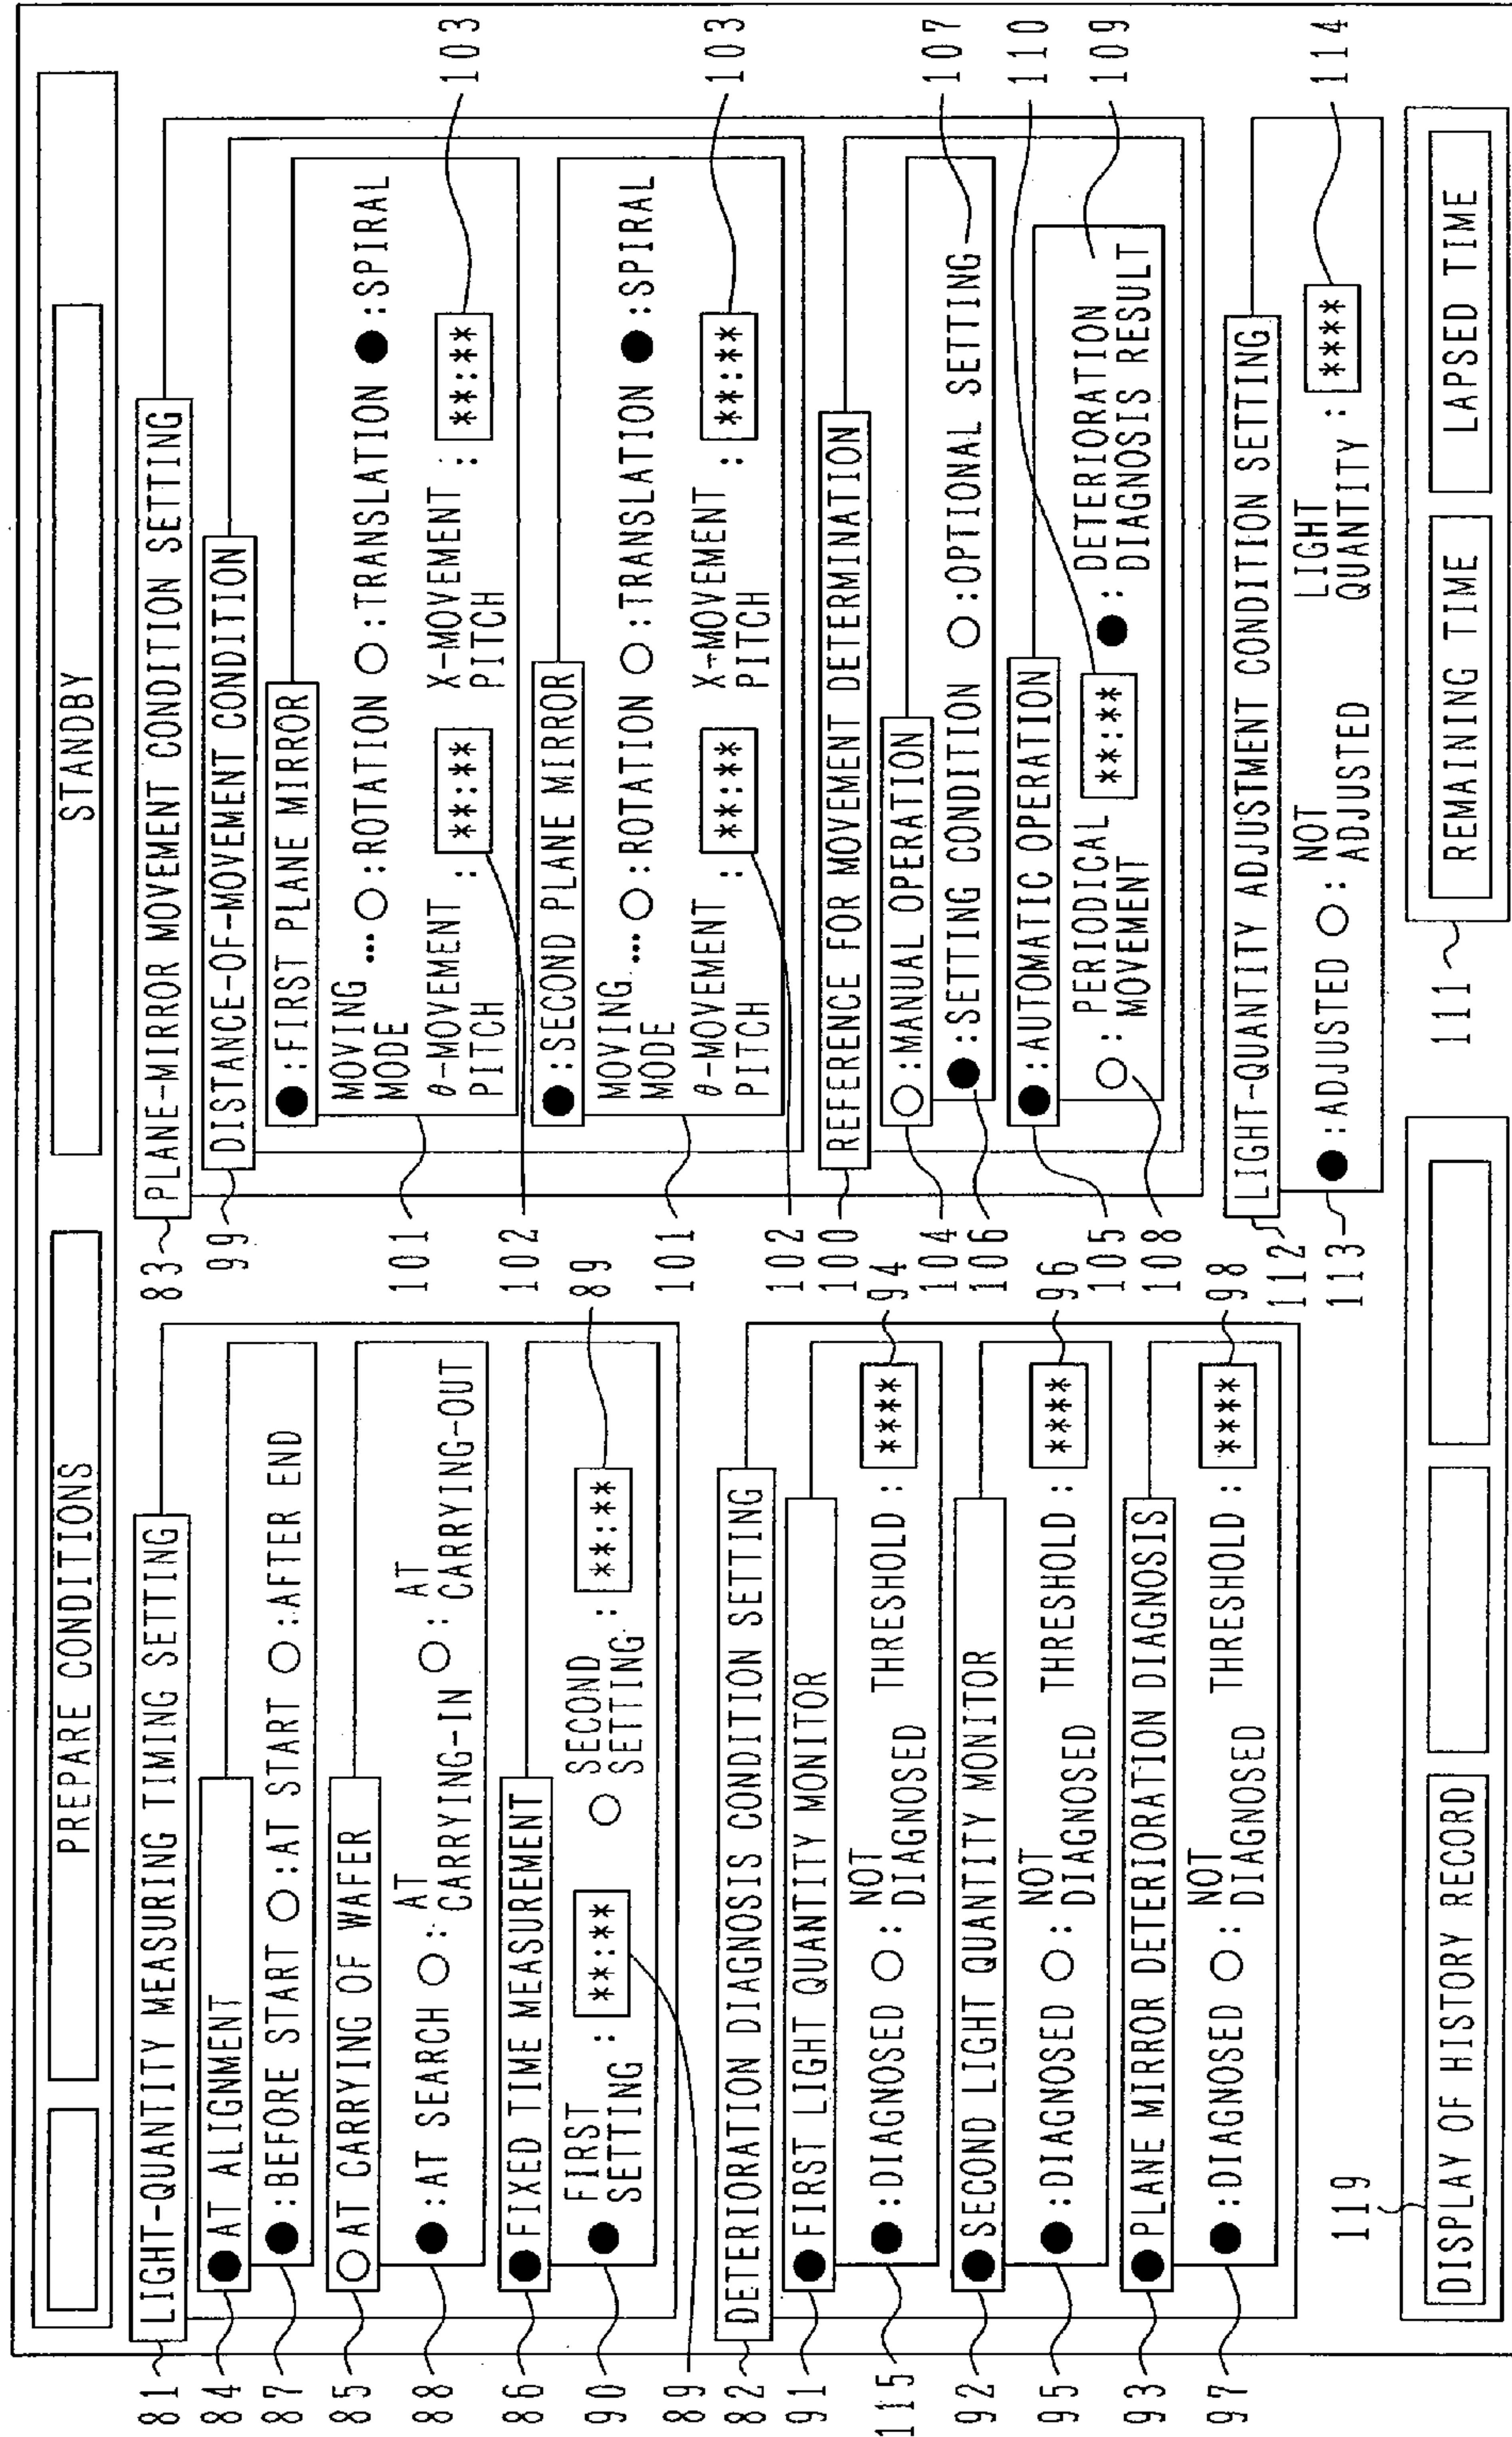 PREPARE CONDITIONS
STANDBY
81
LIGHT-QUANTITY MEASURING TIMING SETTING
84
● AT ALIGNMENT
87
●:BEFORE START ○:AT START ○:AFTER END
85
○ AT CARRYING OF WAFER
88
●:AT SEARCH ○: AT CARRYING-IN ○: AT CARRYING-OUT
86
● FIXED TIME MEASUREMENT
90
● FIRST SETTING : **:** ○ SECOND SETTING : **:**
89
89
82
DETERIORATION DIAGNOSIS CONDITION SETTING
91
● FIRST LIGHT QUANTITY MONITOR
115
●:DIAGNOSED ○: NOT DIAGNOSED THRESHOLD : ****
94
92
● SECOND LIGHT QUANTITY MONITOR
95
●:DIAGNOSED ○: NOT DIAGNOSED THRESHOLD : ****
96
93
● PLANE MIRROR DETERIORATION DIAGNOSIS
97
●:DIAGNOSED ○: NOT DIAGNOSED THRESHOLD : ****
98
83
PLANE-MIRROR MOVEMENT CONDITION SETTING
99
DISTANCE-OF-MOVEMENT CONDITION
●:FIRST PLANE MIRROR
101
MOVING MODE ... ○:ROTATION ○:TRANSLATION ●:SPIRAL
102
θ-MOVEMENT PITCH : **:** X-MOVEMENT PITCH : **:**
103
●:SECOND PLANE MIRROR
101
MOVING MODE ... ○:ROTATION ○:TRANSLATION ●:SPIRAL
102
θ-MOVEMENT PITCH : **:** X-MOVEMENT PITCH : **:**
103
100
REFERENCE FOR MOVEMENT DETERMINATION
104
○:MANUAL OPERATION
106
●:SETTING CONDITION ○:OPTIONAL SETTING
107
105
●:AUTOMATIC OPERATION
110
108
○: PERIODICAL MOVEMENT **:** ●: DETERIORATION DIAGNOSIS RESULT
109
112
LIGHT-QUANTITY ADJUSTMENT CONDITION SETTING
113
●:ADJUSTED ○: NOT ADJUSTED LIGHT QUANTITY : ****
114
119
DISPLAY OF HISTORY RECORD
111
REMAINING TIME
LAPSED TIME